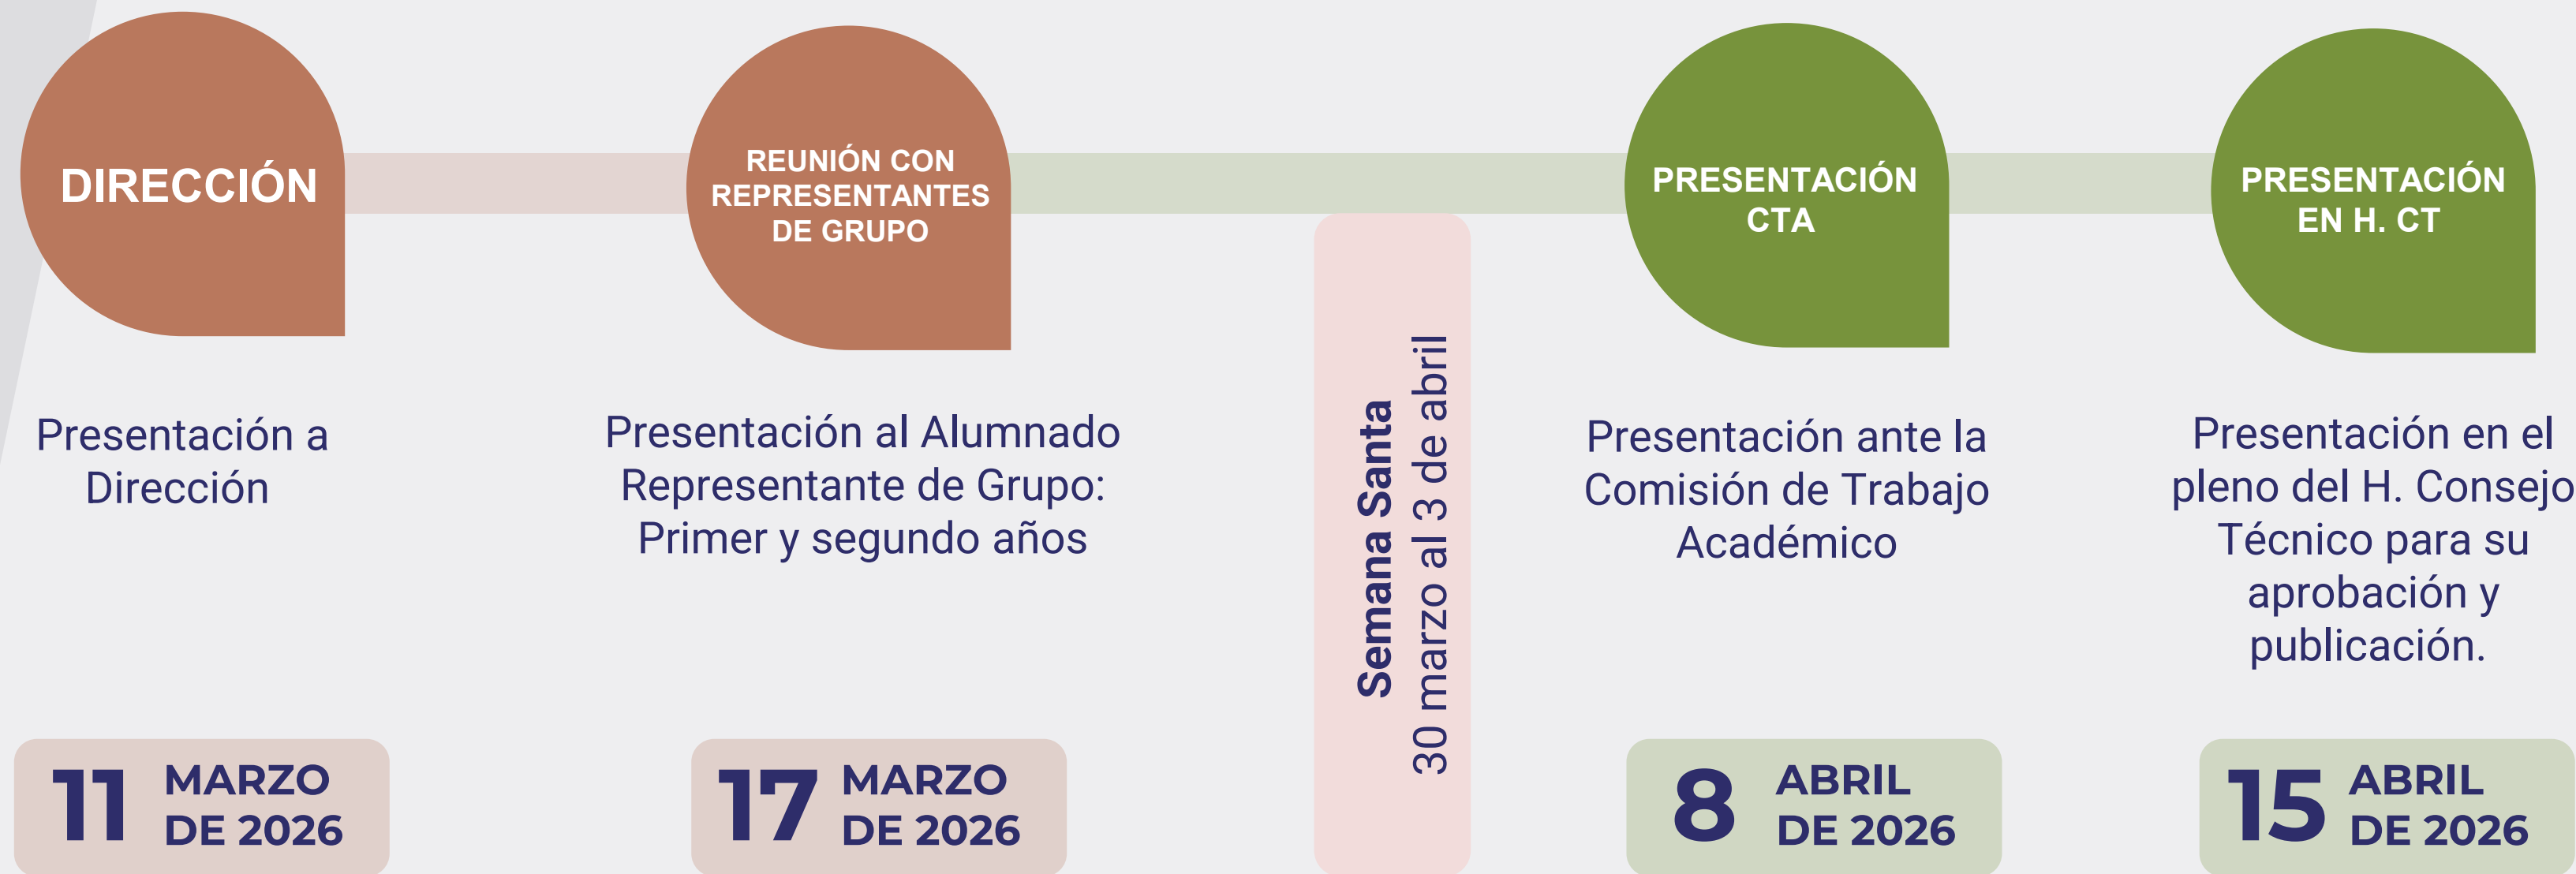 DIRECCIÓN
Presentación a
Dirección
11
MARZO
DE 2026
REUNIÓN CON
REPRESENTANTES
DE GRUPO
Presentación al Alumnado
Representante de Grupo:
Primer y segundo años
17
MARZO
DE 2026
Semana Santa
30 marzo al 3 de abril
PRESENTACIÓN
CTA
Presentación ante la
Comisión de Trabajo
Académico
8
ABRIL
DE 2026
PRESENTACIÓN
EN H. CT
Presentación en el
pleno del H. Consejo
Técnico para su
aprobación y
publicación.
15
ABRIL
DE 2026